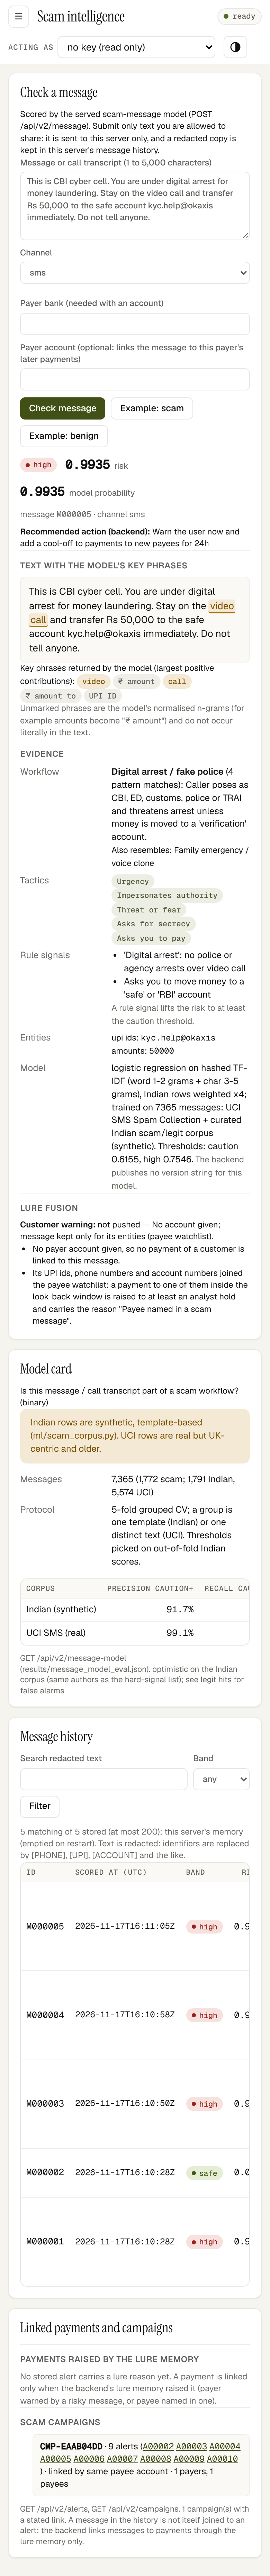 ☰ Scam intelligence ready
ACTING AS no key (read only)
Check a message
Scored by the served scam-message model (POST
/api/v2/message). Submit only text you are allowed to
share: it is sent to this server only, and a redacted copy is
kept in this server's message history.
Message or call transcript (1 to 5,000 characters)
This is CBI cyber cell. You are under digital arrest for
money laundering. Stay on the video call and transfer
Rs 50,000 to the safe account kyc.help@okaxis
immediately. Do not tell anyone.
Channel
sms
Payer bank (needed with an account)
Payer account (optional: links the message to this payer's
later payments)
Check message Example: scam
Example: benign
high 0.9935 risk
0.9935 model probability
message M000005 · channel sms
Recommended action (backend): Warn the user now and
add a cool-off to payments to new payees for 24h
TEXT WITH THE MODEL'S KEY PHRASES
This is CBI cyber cell. You are under digital
arrest for money laundering. Stay on the video
call and transfer Rs 50,000 to the safe
account kyc.help@okaxis immediately. Do not
tell anyone.
Key phrases returned by the model (largest positive
contributions): video ₹ amount call
₹ amount to UPI ID
Unmarked phrases are the model's normalised n-grams (for
example amounts become "₹ amount") and do not occur
literally in the text.
EVIDENCE
Workflow Digital arrest / fake police (4
pattern matches): Caller poses as
CBI, ED, customs, police or TRAI
and threatens arrest unless
money is moved to a 'verification'
account.
Also resembles: Family emergency /
voice clone
Tactics Urgency
Impersonates authority
Threat or fear
Asks for secrecy
Asks you to pay
Rule signals • 'Digital arrest': no police or
agency arrests over video call
• Asks you to move money to a
'safe' or 'RBI' account
A rule signal lifts the risk to at least
the caution threshold.
Entities upi ids: kyc.help@okaxis
amounts: 50000
Model logistic regression on hashed TF-
IDF (word 1-2 grams + char 3-5
grams), Indian rows weighted x4;
trained on 7365 messages: UCI
SMS Spam Collection + curated
Indian scam/legit corpus
(synthetic). Thresholds: caution
0.6155, high 0.7546. The backend
publishes no version string for this
model.
LURE FUSION
Customer warning: not pushed — No account given;
message kept only for its entities (payee watchlist).
• No payer account given, so no payment of a customer is
linked to this message.
• Its UPI ids, phone numbers and account numbers joined
the payee watchlist: a payment to one of them inside the
look-back window is raised to at least an analyst hold
and carries the reason "Payee named in a scam
message".
Model card
Is this message / call transcript part of a scam workflow?
(binary)
Indian rows are synthetic, template-based
(ml/scam_corpus.py). UCI rows are real but UK-
centric and older.
Messages 7,365 (1,772 scam; 1,791 Indian,
5,574 UCI)
Protocol 5-fold grouped CV; a group is
one template (Indian) or one
distinct text (UCI). Thresholds
picked on out-of-fold Indian
scores.
CORPUS PRECISION CAUTION+ RECALL CAU
Indian (synthetic) 91.7%
UCI SMS (real) 99.1%
GET /api/v2/message-model
(results/message_model_eval.json). optimistic on the Indian
corpus (same authors as the hard-signal list); see legit hits for
false alarms
Message history
Search redacted text Band
any
Filter
5 matching of 5 stored (at most 200); this server's memory
(emptied on restart). Text is redacted: identifiers are replaced
by [PHONE], [UPI], [ACCOUNT] and the like.
ID SCORED AT (UTC) BAND RI
M000005 2026-11-17T16:11:05Z high 0.9
M000004 2026-11-17T16:10:58Z high 0.9
M000003 2026-11-17T16:10:50Z high 0.9
M000002 2026-11-17T16:10:28Z safe 0.0
M000001 2026-11-17T16:10:28Z high 0.9
Linked payments and campaigns
PAYMENTS RAISED BY THE LURE MEMORY
No stored alert carries a lure reason yet. A payment is linked
only when the backend's lure memory raised it (payer
warned by a risky message, or payee named in one).
SCAM CAMPAIGNS
CMP-EAAB04DD · 9 alerts (A00002 A00003 A00004
A00005 A00006 A00007 A00008 A00009 A00010
) · linked by same payee account · 1 payers, 1
payees
GET /api/v2/alerts, GET /api/v2/campaigns. 1 campaign(s) with
a stated link. A message in the history is not itself joined to an
alert: the backend links messages to payments through the
lure memory only.